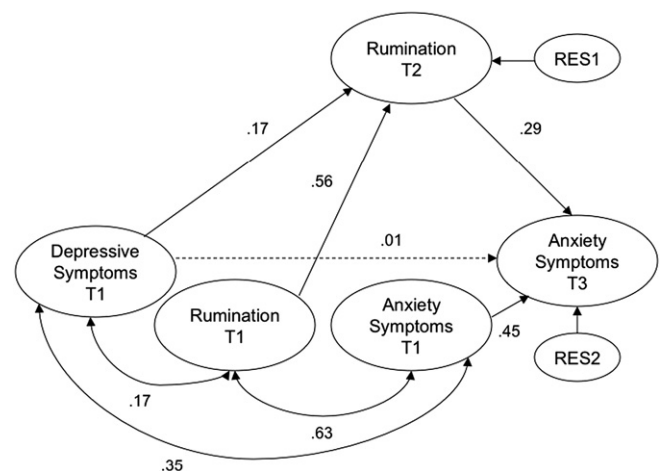 Rumination
T2
RES1
.17
.29
.56
Depressive
Symptoms
T1
.01
Anxiety
Symptoms
T3
Rumination
T1
Anxiety
Symptoms
T1
.45
RES2
.17
.63
.35